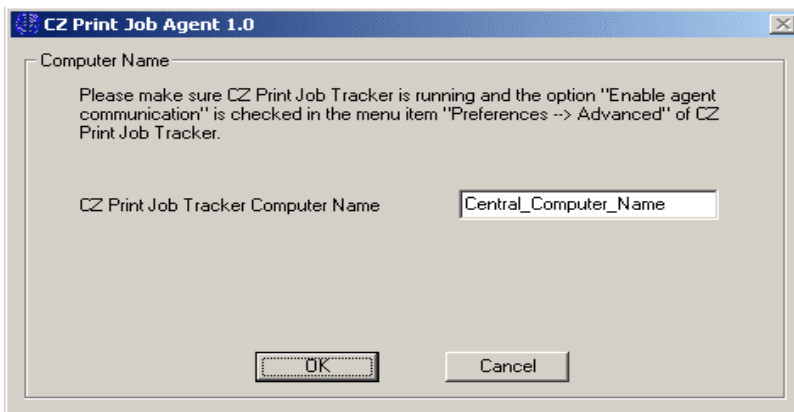 CZ Print Job Agent 1.0
Computer Name
Please make sure CZ Print Job Tracker is running and the option "Enable agent
communication" is checked in the menu item "Preferences --> Advanced" of CZ
Print Job Tracker.
CZ Print Job Tracker Computer Name Central_Computer_Name
OK Cancel